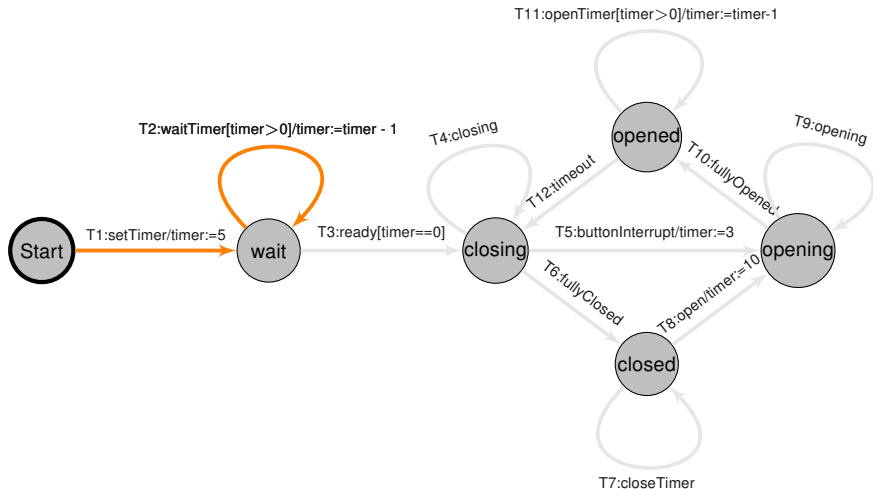 T11:openTimer[timer>0]/timer:=timer-1
T2:waitTimer[timer>0]/timer:=timer - 1
T4:closing
opened
T9:opening
T12:timeout
T10:fullyOpened
Start
T1:setTimer/timer:=5
wait
T3:ready[timer==0]
closing
T5:buttonInterrupt/timer:=3
opening
T6:fullyClosed
T8:open/timer:=10
closed
T7:closeTimer